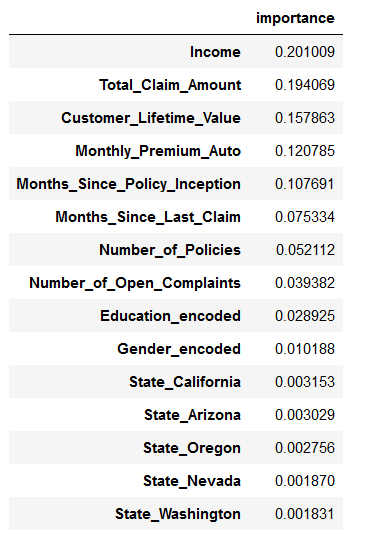 importance
Income 0.201009
Total_Claim_Amount 0.194069
Customer_Lifetime_Value 0.157863
Monthly_Premium_Auto 0.120785
Months_Since_Policy_Inception 0.107691
Months_Since_Last_Claim 0.075334
Number_of_Policies 0.052112
Number_of_Open_Complaints 0.039382
Education_encoded 0.028925
Gender_encoded 0.010188
State_California 0.003153
State_Arizona 0.003029
State_Oregon 0.002756
State_Nevada 0.001870
State_Washington 0.001831